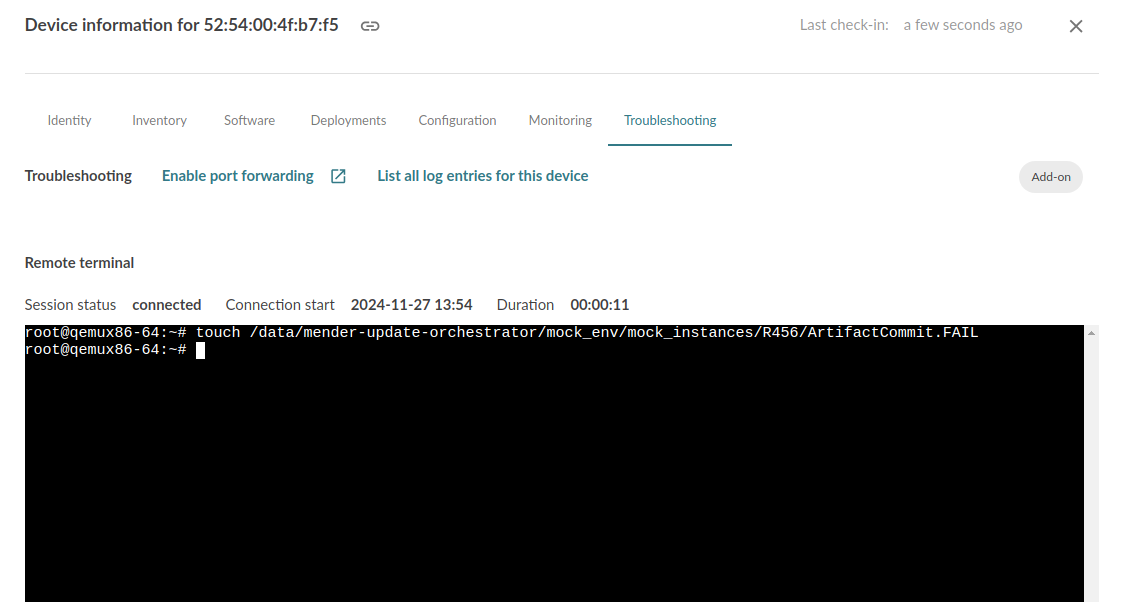 Device information for 52:54:00:4f:b7:f5 Last check-in: a few seconds ago
Identity Inventory Software Deployments Configuration Monitoring Troubleshooting
Troubleshooting Enable port forwarding List all log entries for this device Add-on
Remote terminal
Session status connected Connection start 2024-11-27 13:54 Duration 00:00:11
root@qemux86-64:~# touch /data/mender-update-orchestrator/mock_env/mock_instances/R456/ArtifactCommit.FAIL
root@qemux86-64:~#